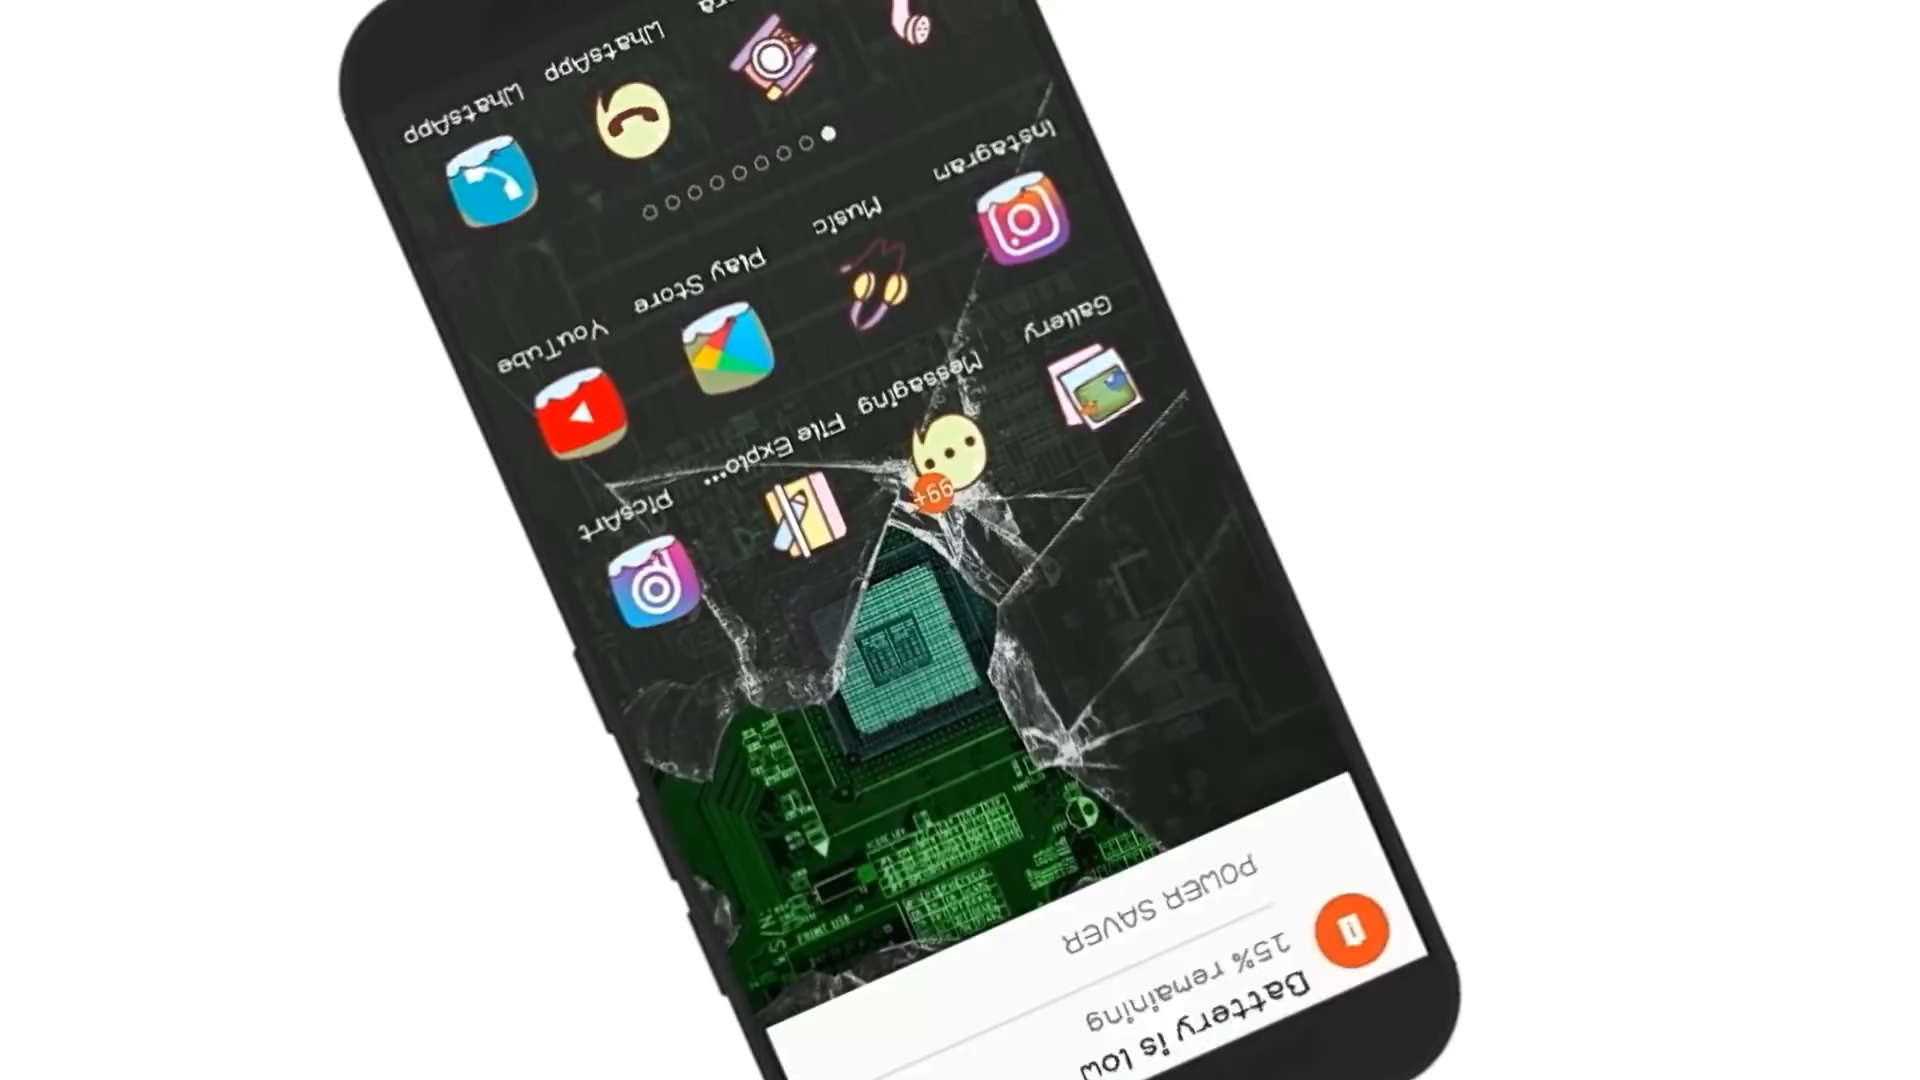 Battery is low
15% remaining
POWER SAVER
Gallery
Messaging
99+
File Explo...
PicsArt
Instagram
Music
Play Store
YouTube
WhatsApp
WhatsApp